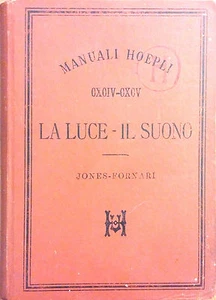 MANUALI HOEPLI
CXCIV-CXCV
LA LUCE - IL SUONO
JONES-FORNARI